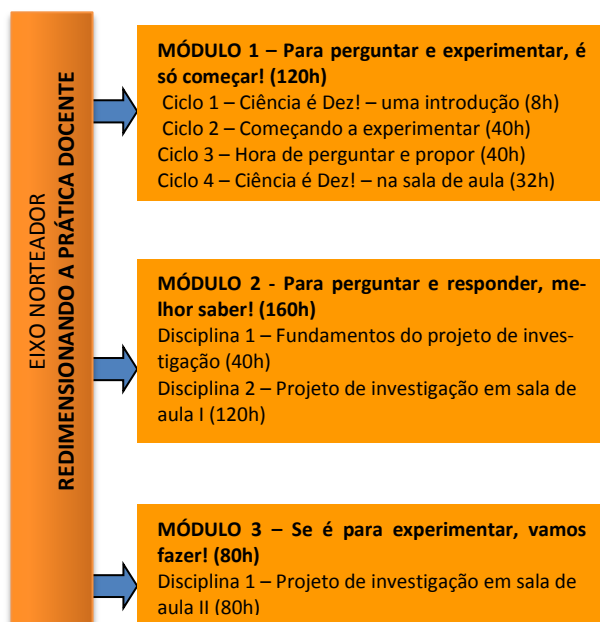 EIXO NORTEADOR
REDIMENSIONANDO A PRÁTICA DOCENTE
MÓDULO 1 – Para perguntar e experimentar, é
só começar! (120h)
Ciclo 1 – Ciência é Dez! – uma introdução (8h)
Ciclo 2 – Começando a experimentar (40h)
Ciclo 3 – Hora de perguntar e propor (40h)
Ciclo 4 – Ciência é Dez! – na sala de aula (32h)
MÓDULO 2 - Para perguntar e responder, me-
lhor saber! (160h)
Disciplina 1 – Fundamentos do projeto de inves-
tigação (40h)
Disciplina 2 – Projeto de investigação em sala de
aula I (120h)
MÓDULO 3 – Se é para experimentar, vamos
fazer! (80h)
Disciplina 1 – Projeto de investigação em sala de
aula II (80h)